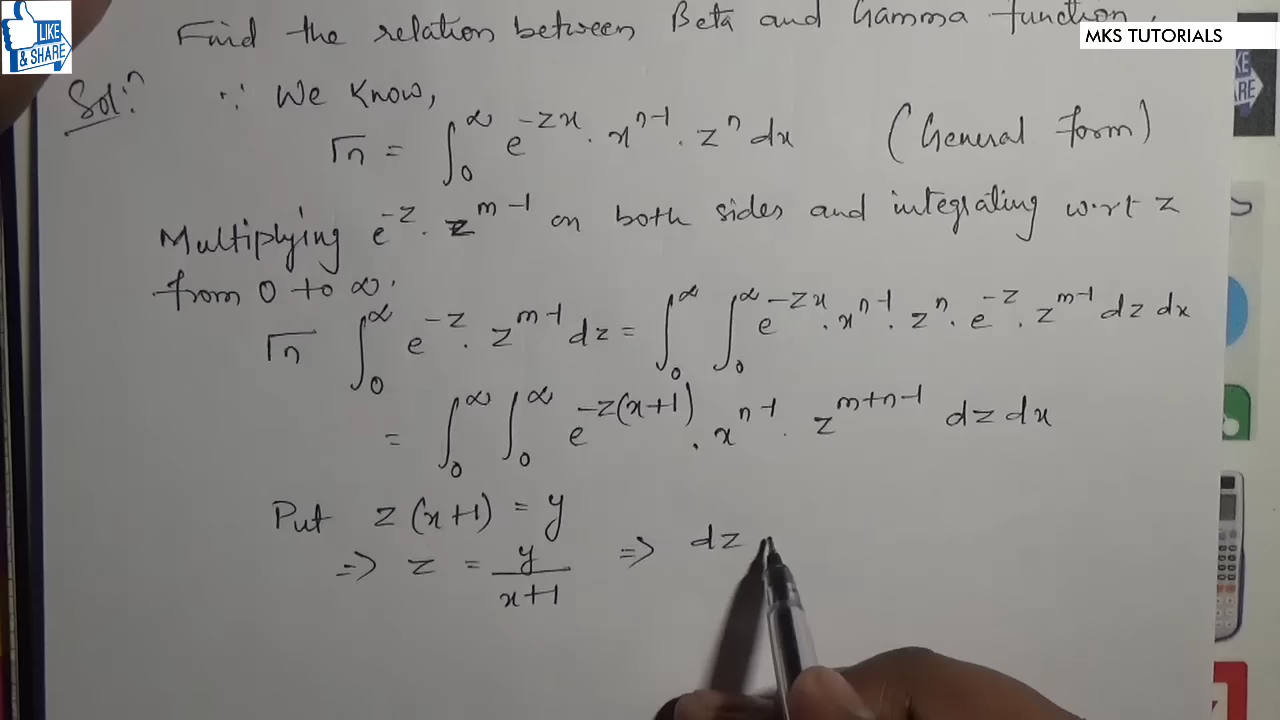 LIKE & SHARE
Find the relation between Beta and Gamma function.
MKS TUTORIALS
Solⁿ: ∵ We Know,
Γn = ∫₀^∞ e^{-zx} · x^{n-1} · z^n dx (General form)
Multiplying e^{-z} · z^{m-1} on both sides and integrating w.r.t z
from 0 to ∞.
Γn ∫₀^∞ e^{-z} · z^{m-1} dz = ∫₀^∞ ∫₀^∞ e^{-zx} · x^{n-1} · z^n · e^{-z} · z^{m-1} dz dx
= ∫₀^∞ ∫₀^∞ e^{-z(x+1)} · x^{n-1} · z^{m+n-1} dz dx
Put z(x+1) = y
=> z = y/(x+1) => dz